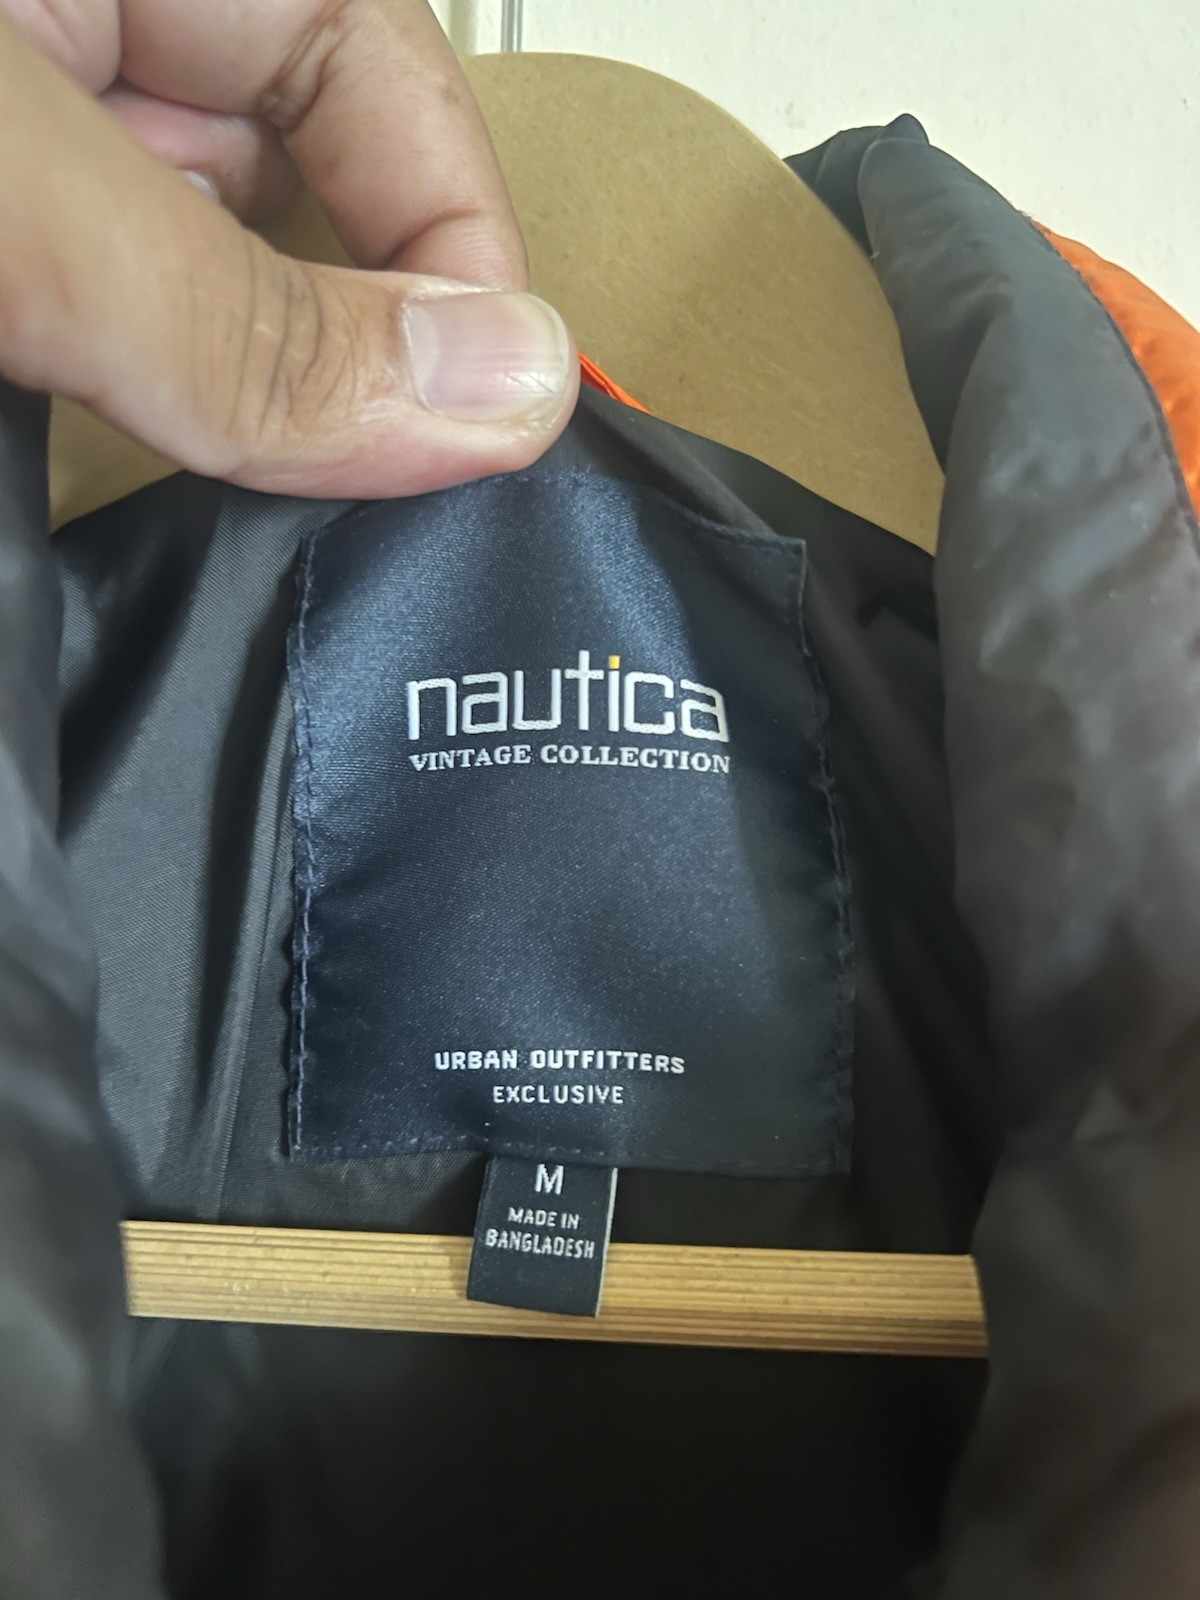 nautica
VINTAGE COLLECTION
URBAN OUTFITTERS
EXCLUSIVE
M
MADE IN
BANGLADESH